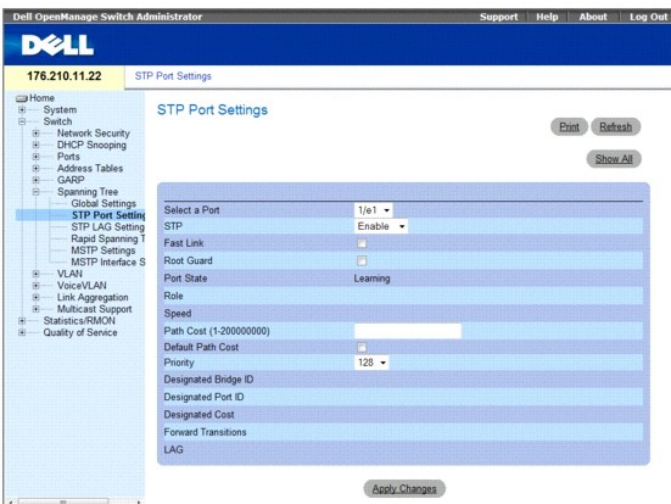 Dell OpenManage Switch Administrator
Support Help About Log Out
DELL
176.210.11.22
STP Port Settings
Home
System
Switch
Network Security
DHCP Snooping
Ports
Address Tables
GARP
Spanning Tree
Global Settings
STP Port Setting
STP LAG Setting
Rapid Spanning T
MSTP Settings
MSTP Interface S
VLAN
VoiceVLAN
Link Aggregation
Multicast Support
Statistics/RMON
Quality of Service
STP Port Settings
Print Refresh
Show All
Select a Port 1/e1
STP Enable
Fast Link
Root Guard
Port State Learning
Role
Speed
Path Cost (1-200000000)
Default Path Cost
Priority 128
Designated Bridge ID
Designated Port ID
Designated Cost
Forward Transitions
LAG
Apply Changes